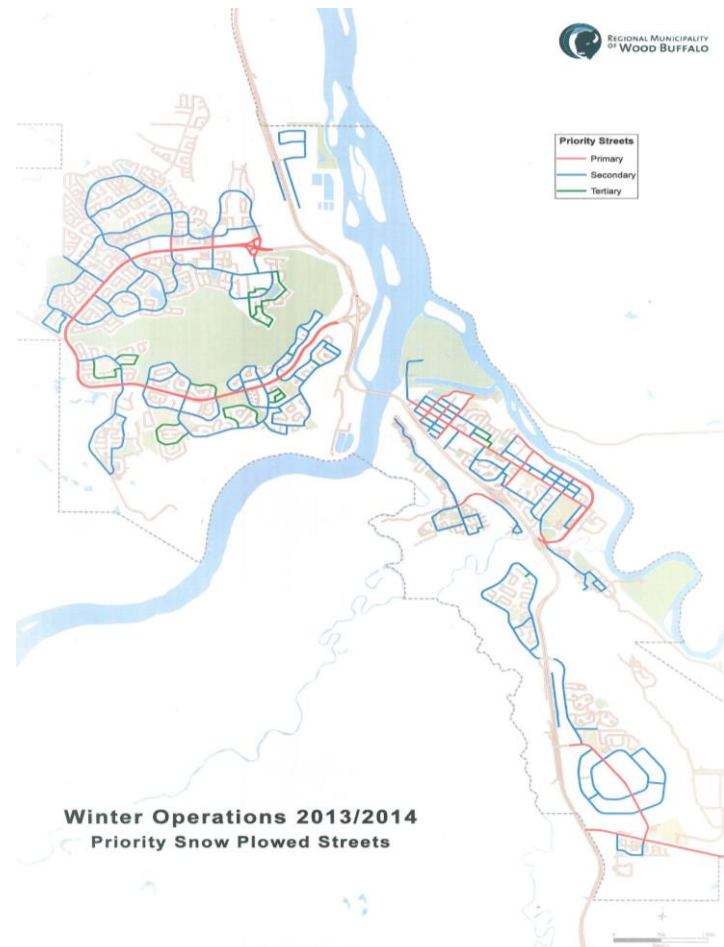 REGIONAL MUNICIPALITY
OF WOOD BUFFALO
Priority Streets
Primary
Secondary
Tertiary
Winter Operations 2013/2014
Priority Snow Plowed Streets